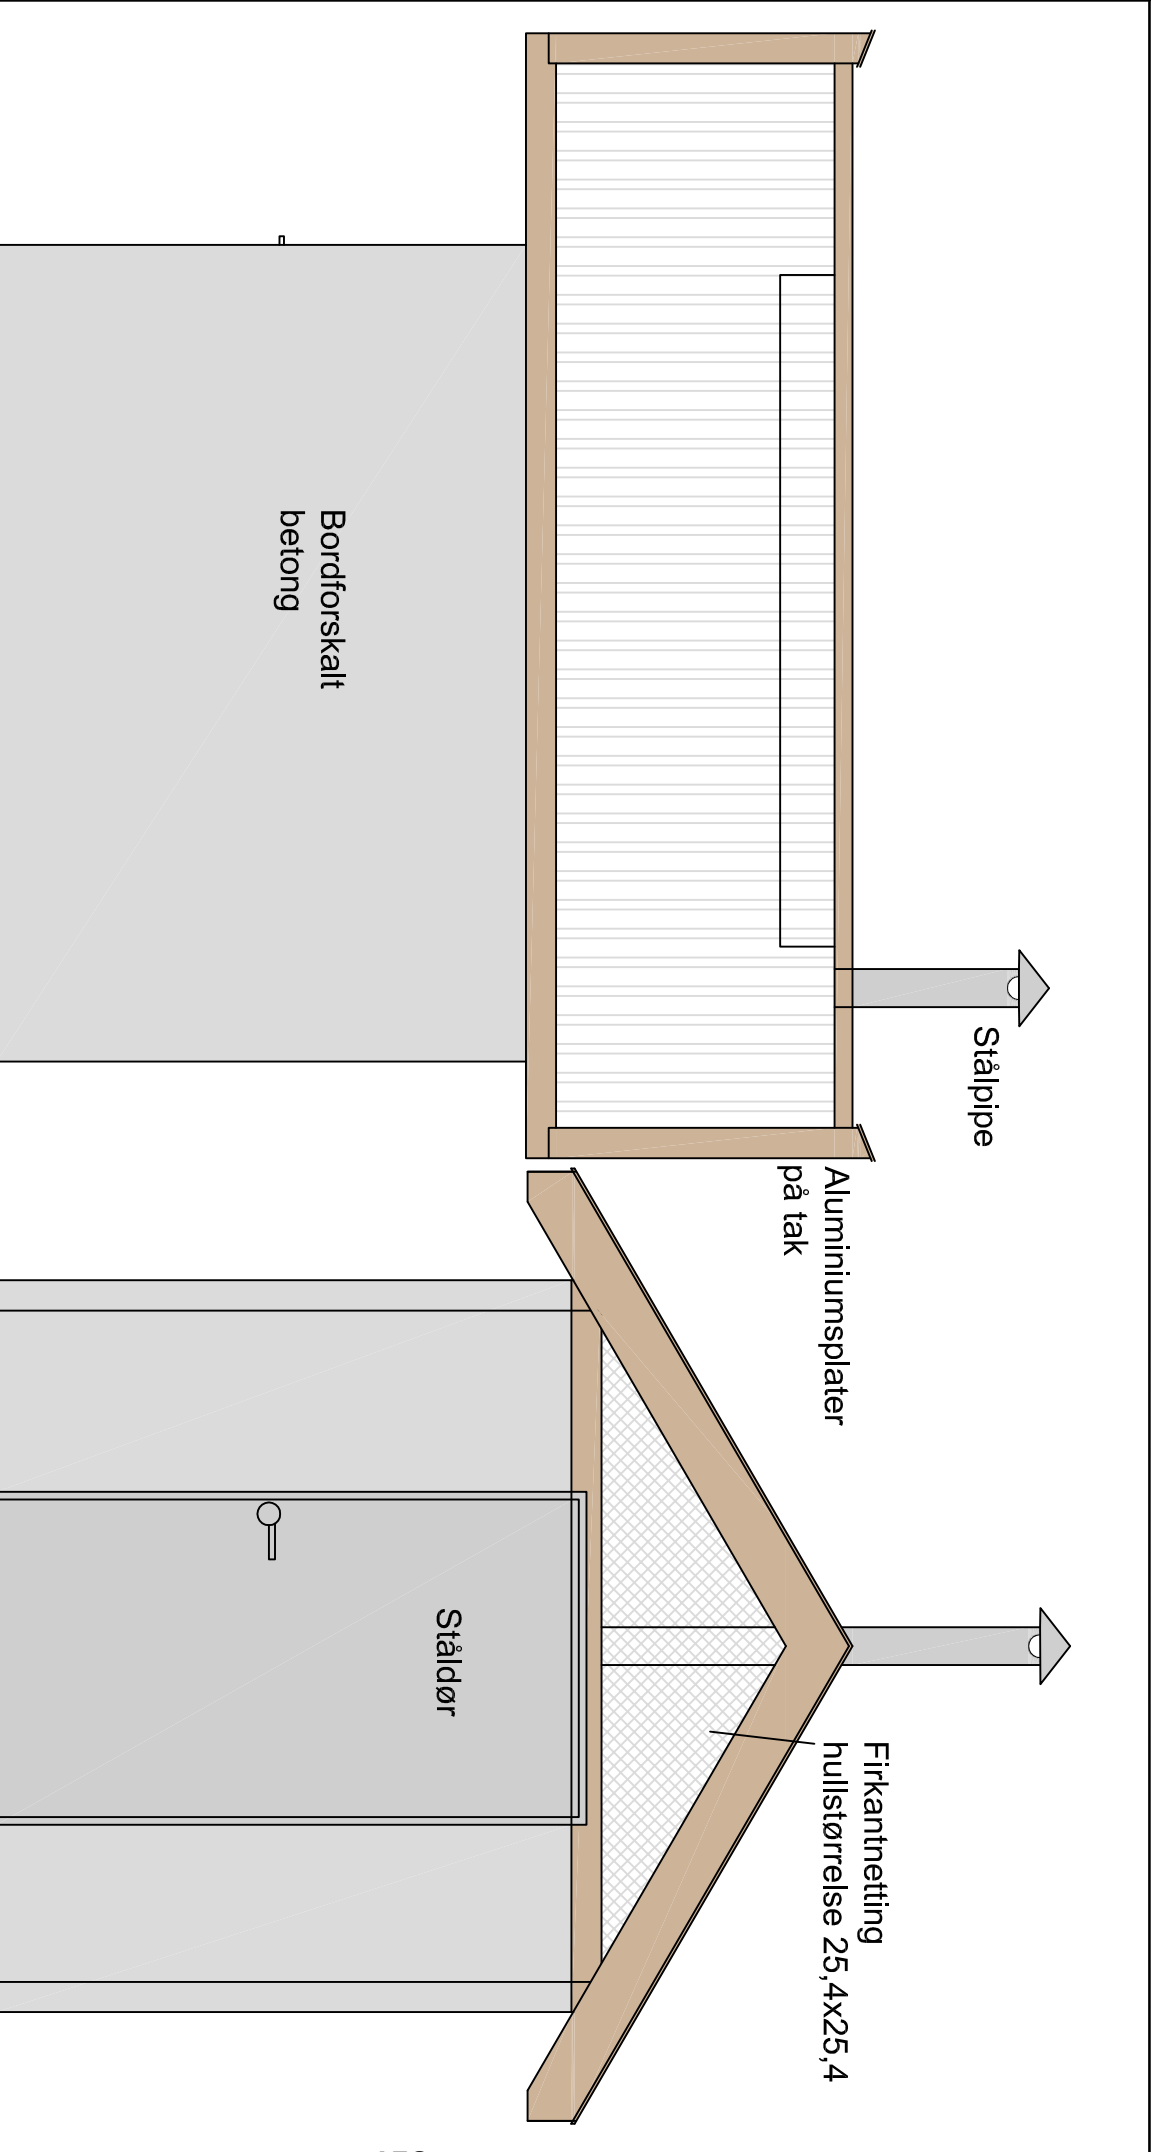 Stålpipe
Aluminiumsplater
på tak
Bordforskalt
betong
Firkantnetting
hullstørrelse 25,4x25,4
Ståldør